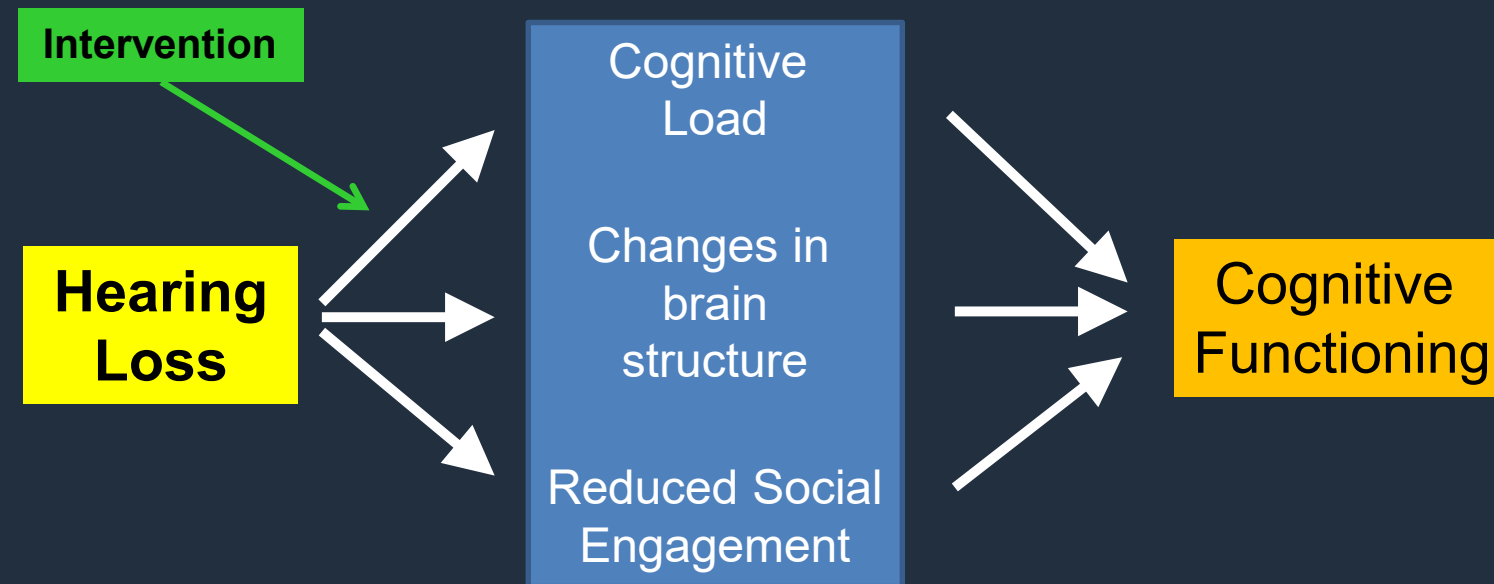 Intervention
Hearing
Loss
Cognitive
Load
Changes in
brain
structure
Reduced Social
Engagement
Cognitive
Functioning